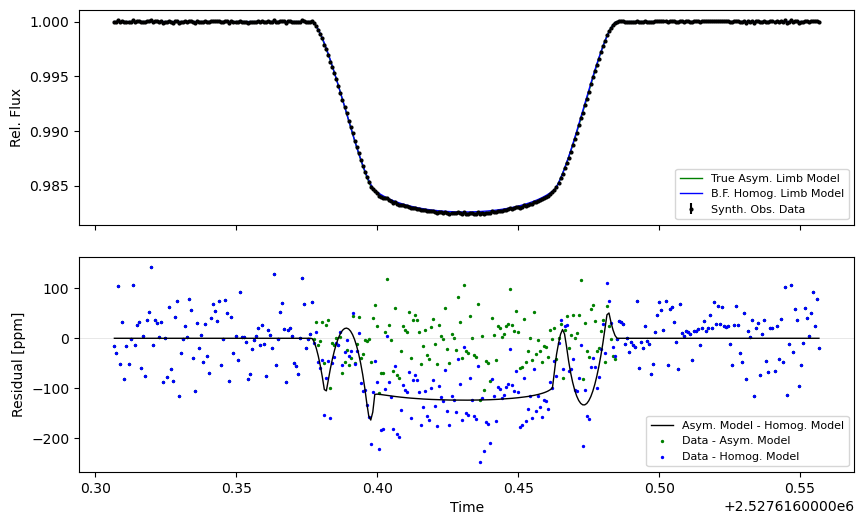 1.000
0.995
0.990
0.985
Rel. Flux
True Asym. Limb Model
B.F. Homog. Limb Model
Synth. Obs. Data
100
0
−100
−200
Residual [ppm]
Asym. Model - Homog. Model
Data - Asym. Model
Data - Homog. Model
0.30 0.35 0.40 0.45 0.50 0.55
Time
+2.5276160000e6